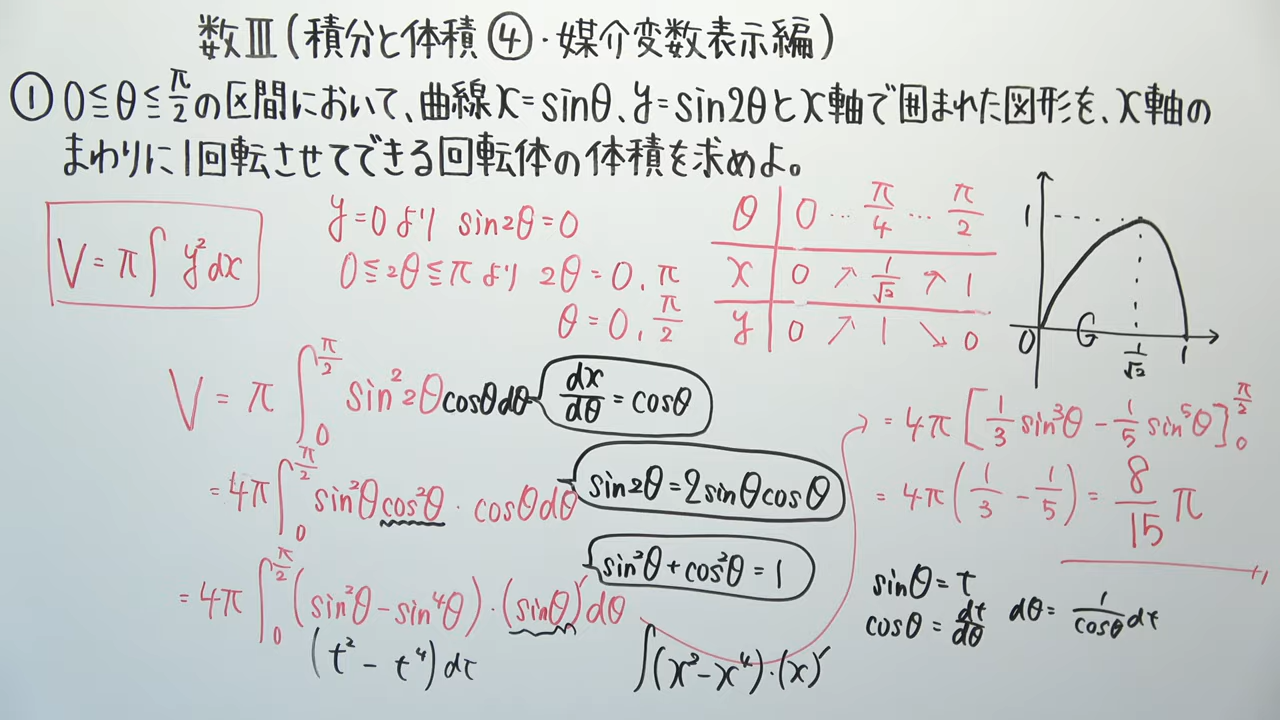 数Ⅲ(積分と体積④・媒介変数表示編)
① 0≦θ≦π/2の区間において、曲線x=sinθ、y=sin2θとx軸で囲まれた図形を、x軸の
まわりに1回転させてできる回転体の体積を求めよ。
V=π∫y²dx
y=0より sin2θ=0
0≦2θ≦πより 2θ=0,π
θ=0,π/2
θ 0 … π/4 … π/2
x 0 ↗ 1/√2 ↗ 1
y 0 ↗ 1 ↘ 0
1
0 1/√2 1
V=π∫₀^{π/2} sin²2θcosθdθ
dx/dθ=cosθ
=4π∫₀^{π/2} sin²θcos²θ・cosθdθ
sin2θ=2sinθcosθ
=4π∫₀^{π/2}(sin²θ-sin⁴θ)・(sinθ)'dθ
sin²θ+cos²θ=1
(t²-t⁴)dt
∫(x²-x⁴)・(x)'
=4π[1/3 sin³θ-1/5 sin⁵θ]₀^{π/2}
=4π(1/3-1/5)=8/15 π
sinθ=t
cosθ=dt/dθ dθ=1/cosθ dt